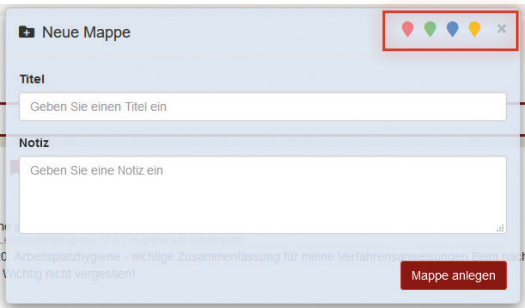 Neue Mappe
×
Titel
Geben Sie einen Titel ein
Notiz
Geben Sie eine Notiz ein
Arbeitsplatzhygiene - wichtige Zusammenfassung für meine Verfahrensanweisungen Beim
Wichtig nicht vergessen!
Mappe anlegen